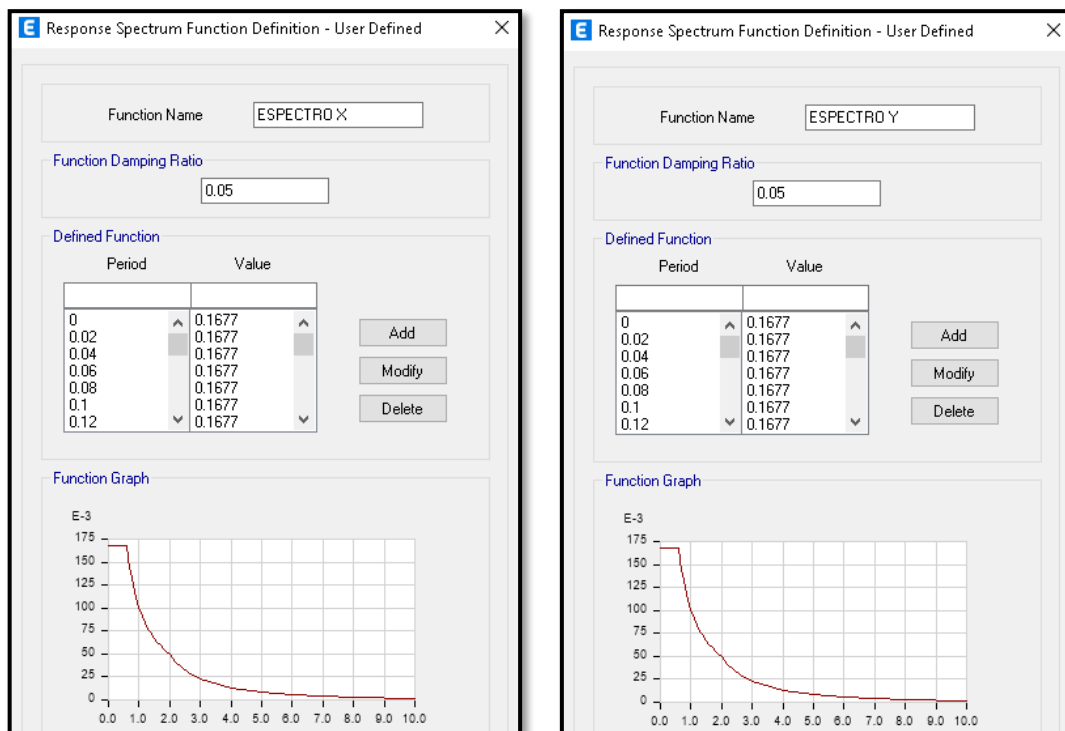 E Response Spectrum Function Definition - User Defined
Function Name ESPECTRO X
Function Damping Ratio
0.05
Defined Function
Period Value
0 0.1677
0.02 0.1677
0.04 0.1677
0.06 0.1677
0.08 0.1677
0.1 0.1677
0.12 0.1677
Add
Modify
Delete
Function Graph
E-3
175
150
125
100
75
50
25
0
0.0 1.0 2.0 3.0 4.0 5.0 6.0 7.0 8.0 9.0 10.0
E Response Spectrum Function Definition - User Defined
Function Name ESPECTRO Y
Function Damping Ratio
0.05
Defined Function
Period Value
0 0.1677
0.02 0.1677
0.04 0.1677
0.06 0.1677
0.08 0.1677
0.1 0.1677
0.12 0.1677
Add
Modify
Delete
Function Graph
E-3
175
150
125
100
75
50
25
0
0.0 1.0 2.0 3.0 4.0 5.0 6.0 7.0 8.0 9.0 10.0